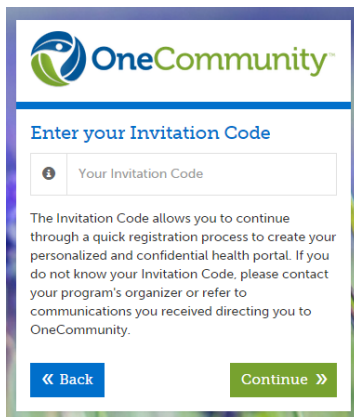 OneCommunity™
Enter your Invitation Code
Your Invitation Code
The Invitation Code allows you to continue
through a quick registration process to create your
personalized and confidential health portal. If you
do not know your Invitation Code, please contact
your program's organizer or refer to
communications you received directing you to
OneCommunity.
« Back
Continue »